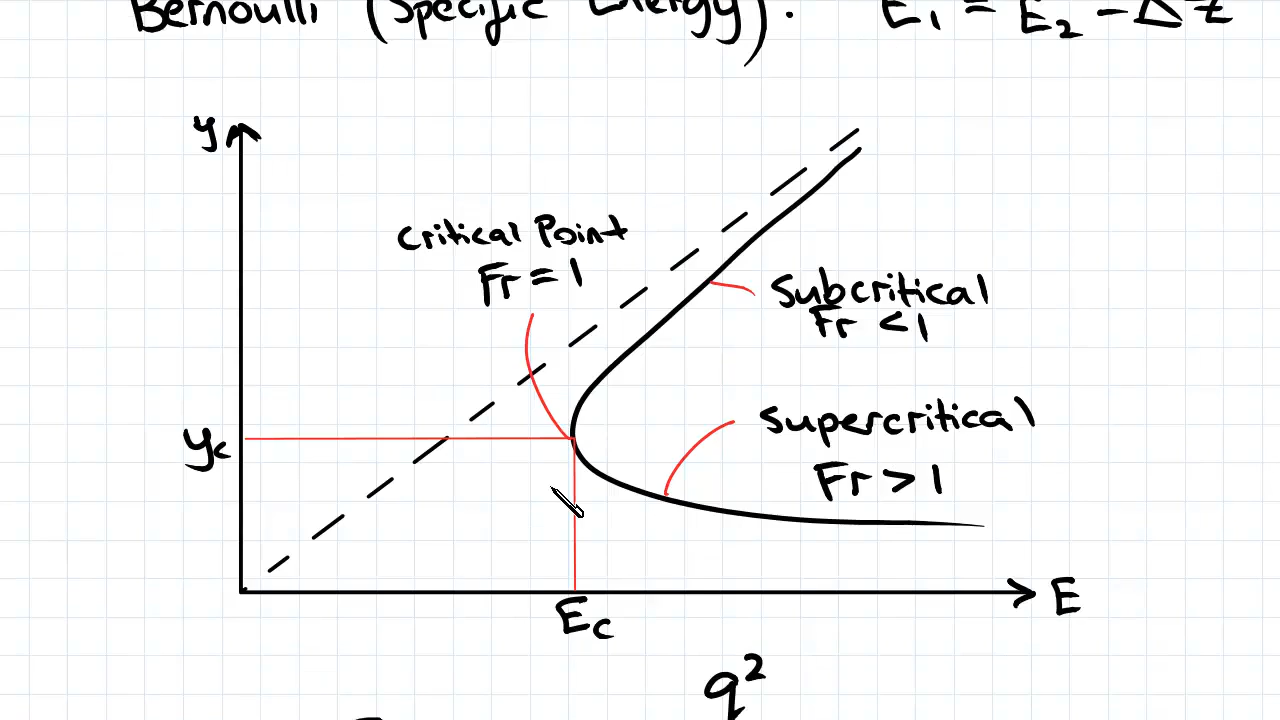 Bernoulli (Specific Energy): E₁ = E₂ - Δz
y
Critical Point
Fr = 1
Subcritical
Fr < 1
Supercritical
Fr > 1
yc
E
Ec
q²